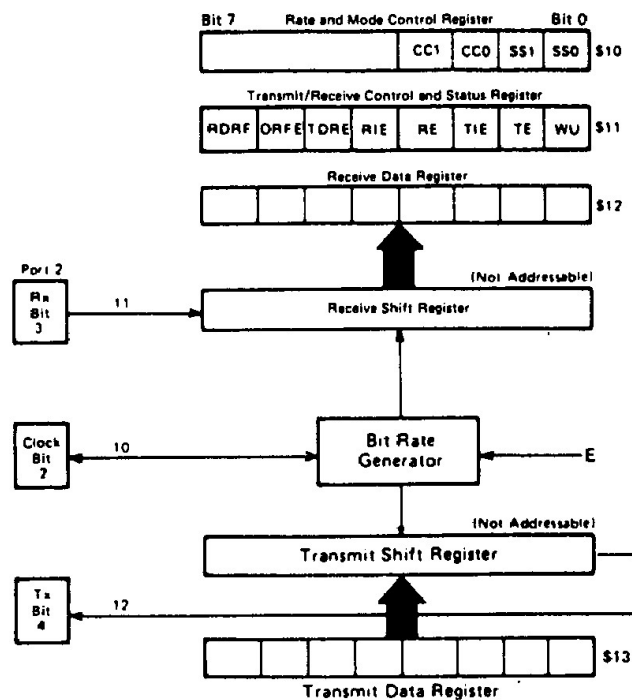 Bit 7 Rate and Mode Control Register Bit 0
CC1 CC0 SS1 SS0 $10
Transmit/Receive Control and Status Register
RDRF ORFE TDRE RIE RE TIE TE WU $11
Receive Data Register
$12
Port 2
(Not Addressable)
Rx
Bit
3
11
Receive Shift Register
Clock
Bit
2
10
Bit Rate
Generator
E
(Not Addressable)
Transmit Shift Register
Tx
Bit
4
12
$13
Transmit Data Register